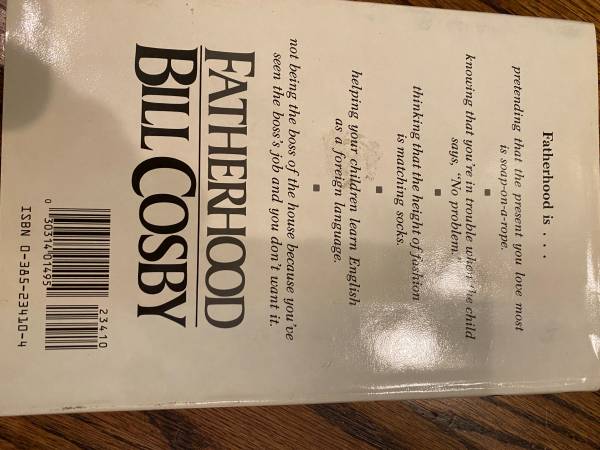 Fatherhood is . . .
pretending that the present you love most
is soap-on-a-rope.
knowing that you're in trouble when the child
says, "No problem."
thinking that the height of fashion
is matching socks.
helping your children learn English
as a foreign language.
not being the boss of the house because you've
seen the boss's job and you don't want it.
FATHERHOOD
BILL COSBY
23410
0 30714 01495
ISBN 0-385-23410-4